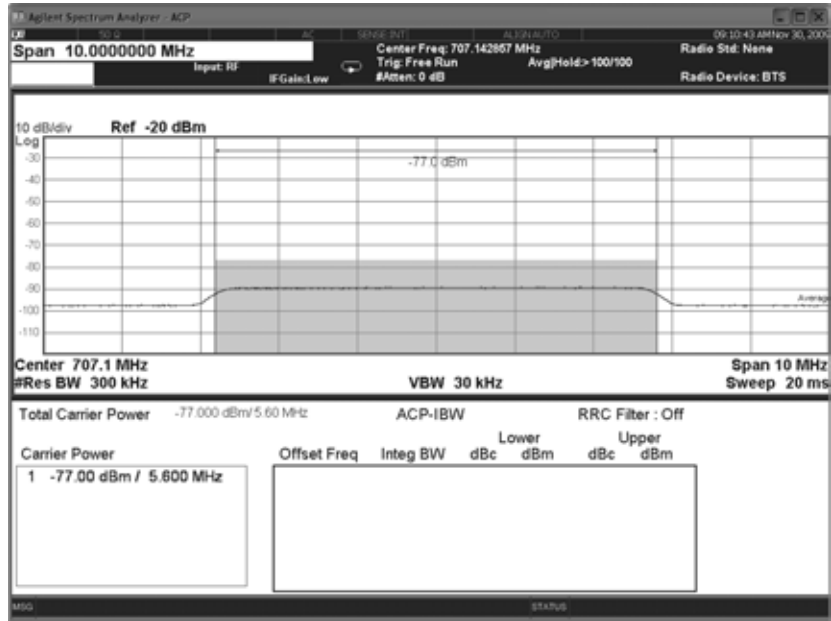 Agilent Spectrum Analyzer - ACP
50 Ω AC SENSE:INT ALIGNAUTO 09:10:43 AM Nov 30, 2009
Span 10.0000000 MHz
Center Freq: 707.142857 MHz
Radio Std: None
Input: RF
Trig: Free Run
Avg|Hold:> 100/100
IFGain:Low
#Atten: 0 dB
Radio Device: BTS
10 dB/div Ref -20 dBm
Log
-30
-77.0 dBm
-40
-50
-60
-70
-80
-90
Average
-100
-110
Center 707.1 MHz
Span 10 MHz
#Res BW 300 kHz
VBW 30 kHz
Sweep 20 ms
Total Carrier Power -77.000 dBm/ 5.60 MHz ACP-IBW RRC Filter : Off
Lower Upper
Carrier Power Offset Freq Integ BW dBc dBm dBc dBm
1 -77.00 dBm / 5.600 MHz
MSG STATUS